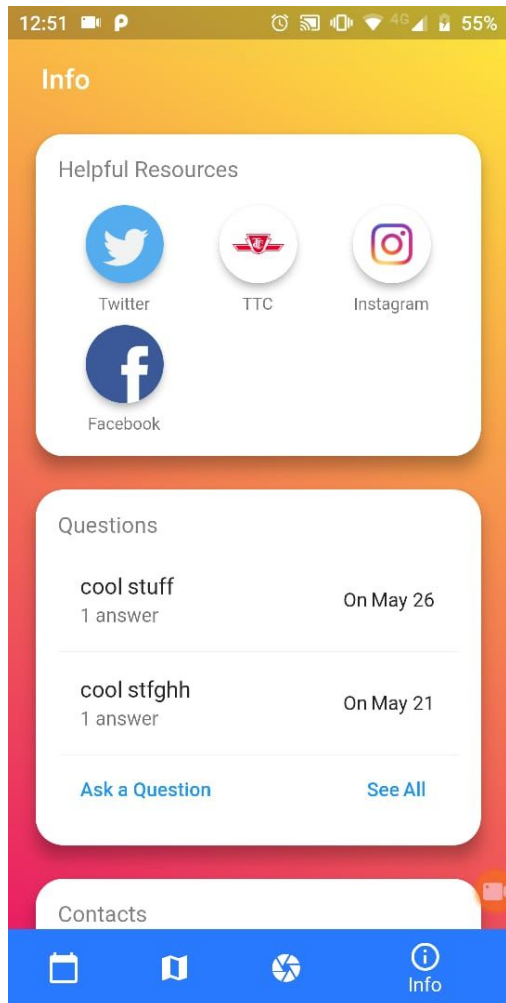 12:51 4G 55%
Info
Helpful Resources
Twitter TTC Instagram
Facebook
Questions
cool stuff
1 answer
On May 26
cool stfghh
1 answer
On May 21
Ask a Question See All
Contacts
Info